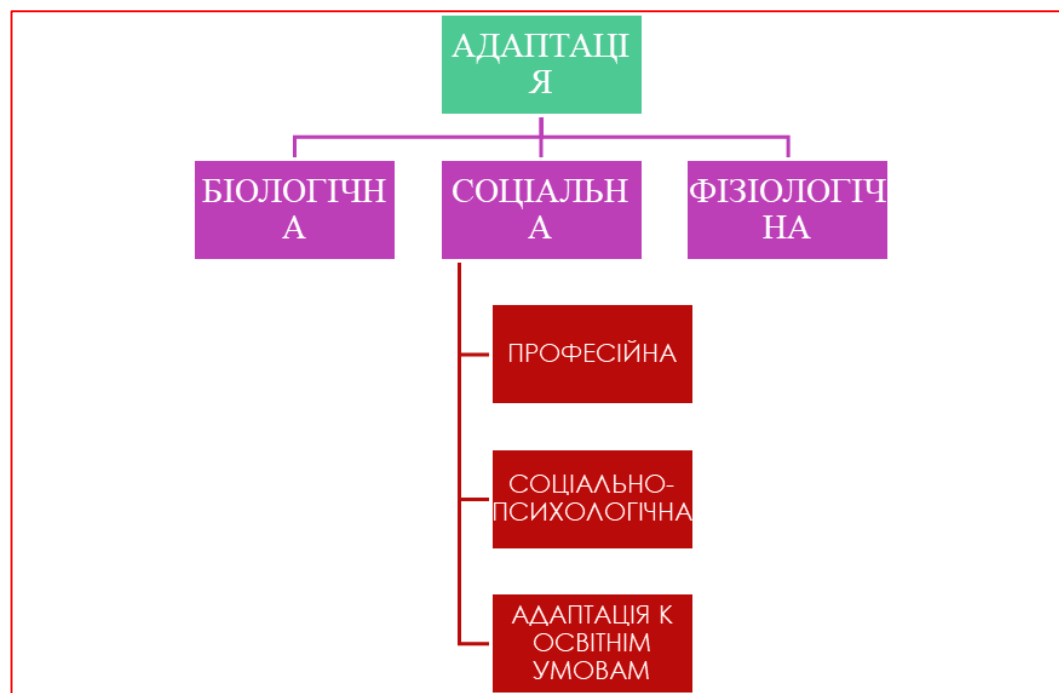 АДАПТАЦІ
Я
БІОЛОГІЧН
А
СОЦІАЛЬН
А
ФІЗІОЛОГІЧ
НА
ПРОФЕСІЙНА
СОЦІАЛЬНО-
ПСИХОЛОГІЧНА
АДАПТАЦІЯ К
ОСВІТНІМ
УМОВАМ